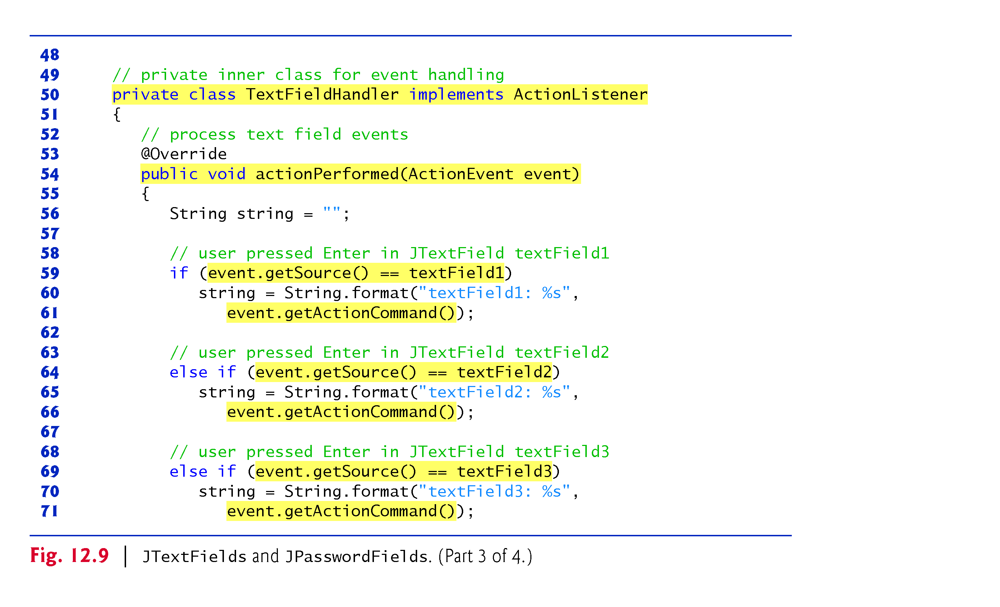 48
49 // private inner class for event handling
50 private class TextFieldHandler implements ActionListener
51 {
52 // process text field events
53 @Override
54 public void actionPerformed(ActionEvent event)
55 {
56 String string = "";
57
58 // user pressed Enter in JTextField textField1
59 if (event.getSource() == textField1)
60 string = String.format("textField1: %s",
61 event.getActionCommand());
62
63 // user pressed Enter in JTextField textField2
64 else if (event.getSource() == textField2)
65 string = String.format("textField2: %s",
66 event.getActionCommand());
67
68 // user pressed Enter in JTextField textField3
69 else if (event.getSource() == textField3)
70 string = String.format("textField3: %s",
71 event.getActionCommand());
Fig. 12.9 | JTextFields and JPasswordFields. (Part 3 of 4.)